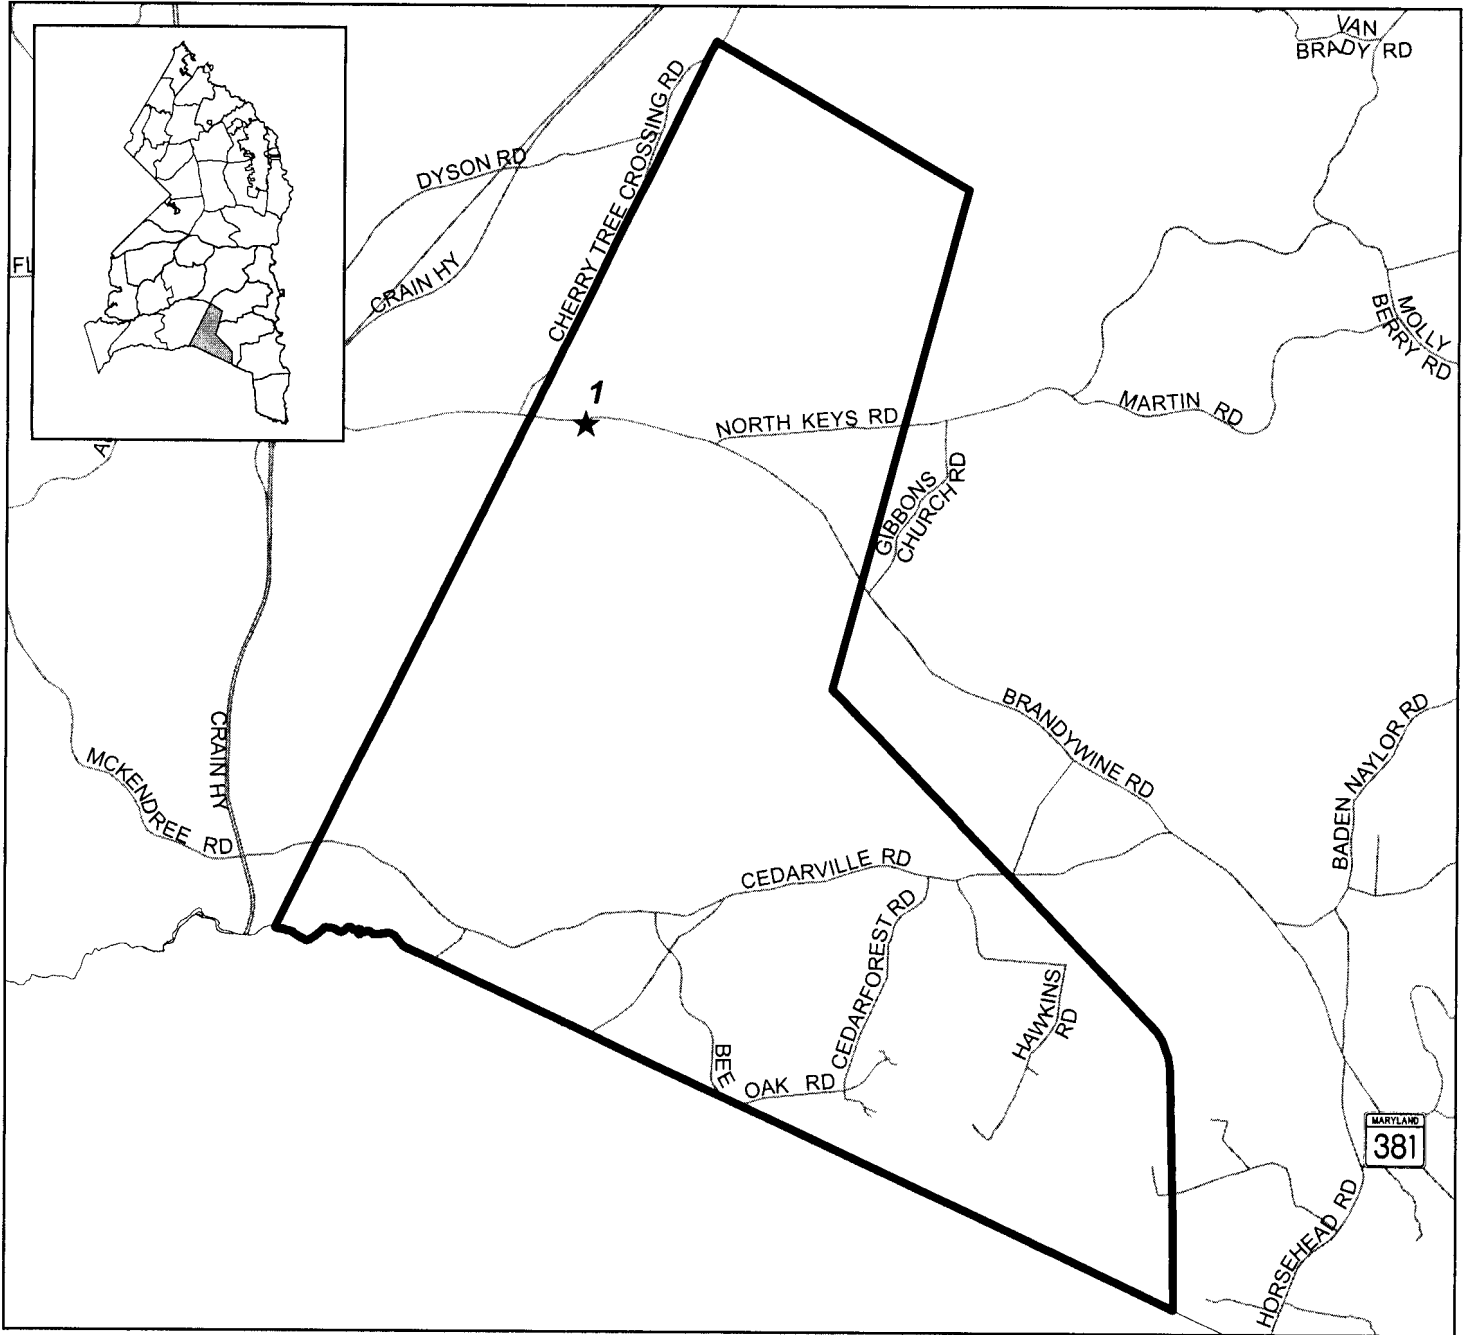 VAN
BRADY RD
CHERRY TREE CROSSING RD
DYSON RD
CRAIN HY
FL
MOLLY
BERRY RD
1
MARTIN RD
NORTH KEYS RD
GIBBONS
CHURCH RD
BRANDYWINE RD
BADEN NAYLOR RD
CRAIN HY
MCKENDREE RD
CEDARVILLE RD
CEDARFOREST RD
HAWKINS
RD
BEE
OAK RD
MARYLAND
381
HORSEHEAD RD